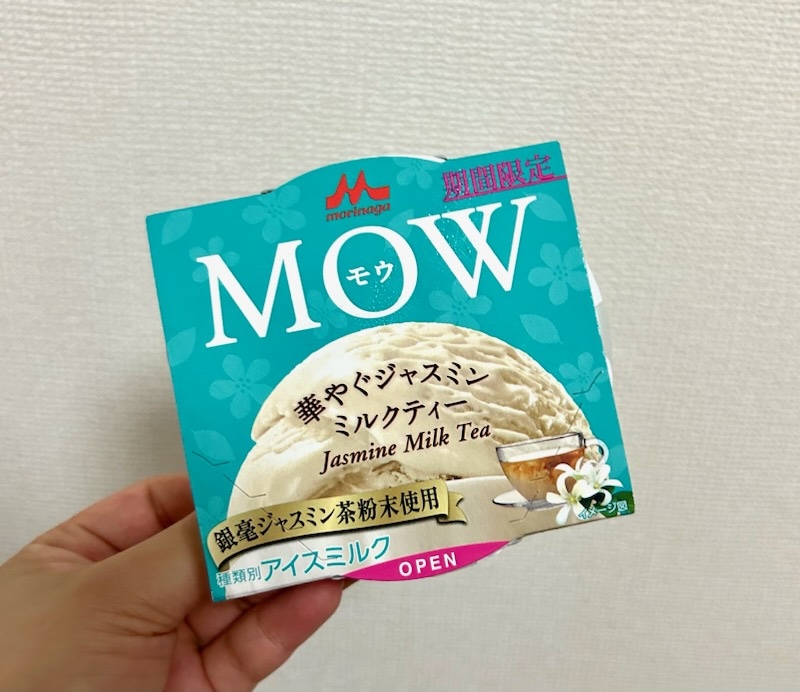 morinaga
期間限定
MOW
モウ
華やぐジャスミン
ミルクティー
Jasmine Milk Tea
銀毫ジャスミン茶粉末使用
イメージ図
種類別アイスミルク
OPEN